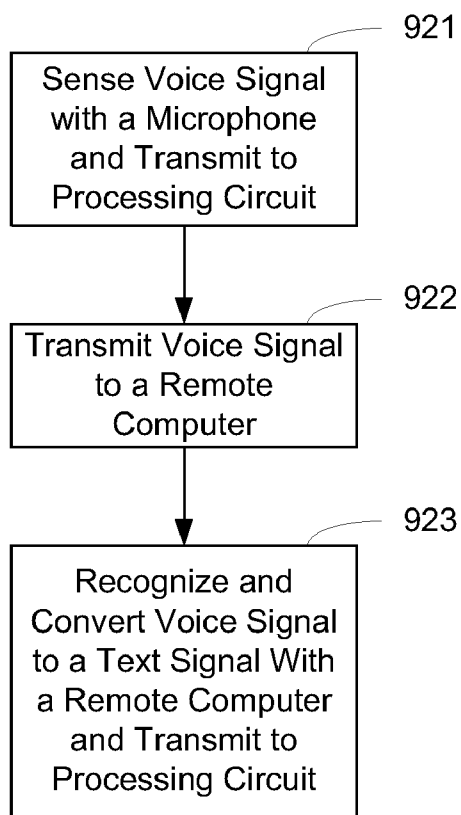 921
Sense Voice Signal
with a Microphone
and Transmit to
Processing Circuit
922
Transmit Voice Signal
to a Remote
Computer
923
Recognize and
Convert Voice Signal
to a Text Signal With
a Remote Computer
and Transmit to
Processing Circuit